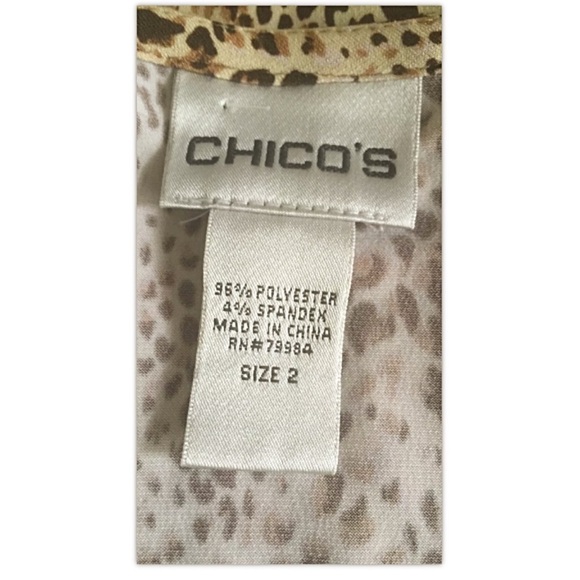 CHICO'S
96% POLYESTER
4% SPANDEX
MADE IN CHINA
RN#79984
SIZE 2